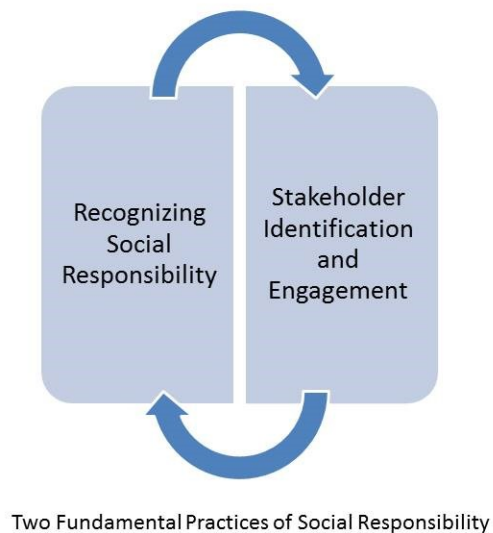 Recognizing
Social
Responsibility
Stakeholder
Identification
and
Engagement
Two Fundamental Practices of Social Responsibility